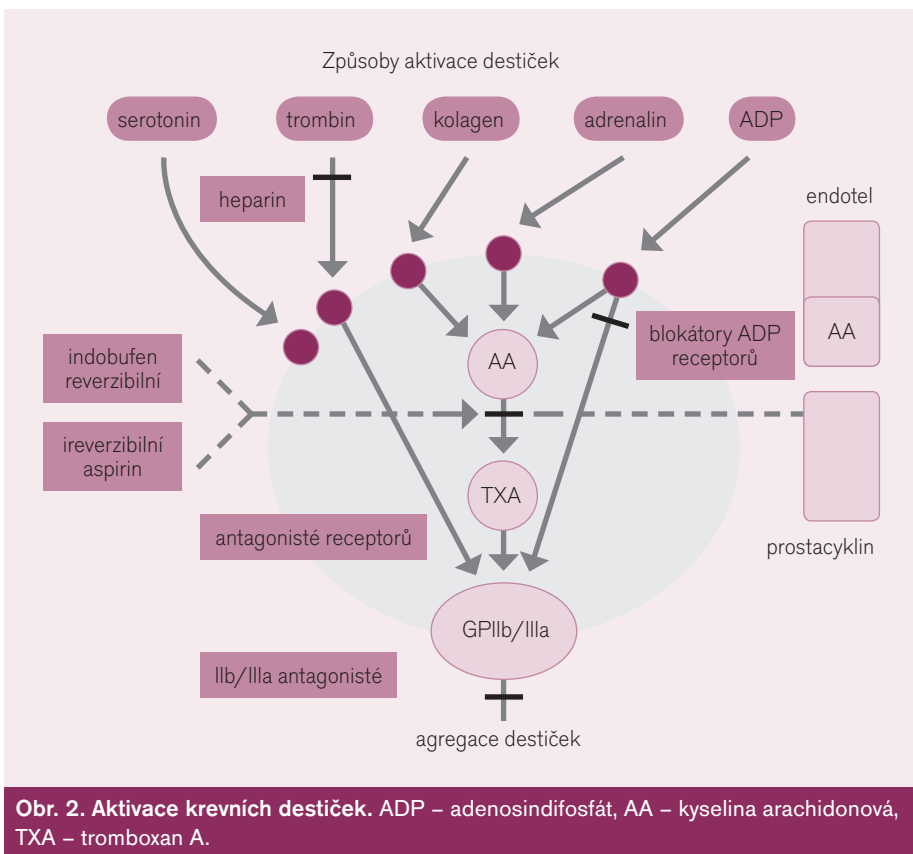 Způsoby aktivace destiček
serotonin
trombin
kolagen
adrenalin
ADP
heparin
endotel
indobufen
reverzibilní
AA
blokátory ADP
receptorů
AA
ireverzibilní
aspirin
TXA
antagonisté receptorů
prostacyklin
GPIIb/IIIa
IIb/IIIa antagonisté
agregace destiček
Obr. 2. Aktivace krevních destiček. ADP – adenosindifosfát, AA – kyselina arachidonová,
TXA – tromboxan A.